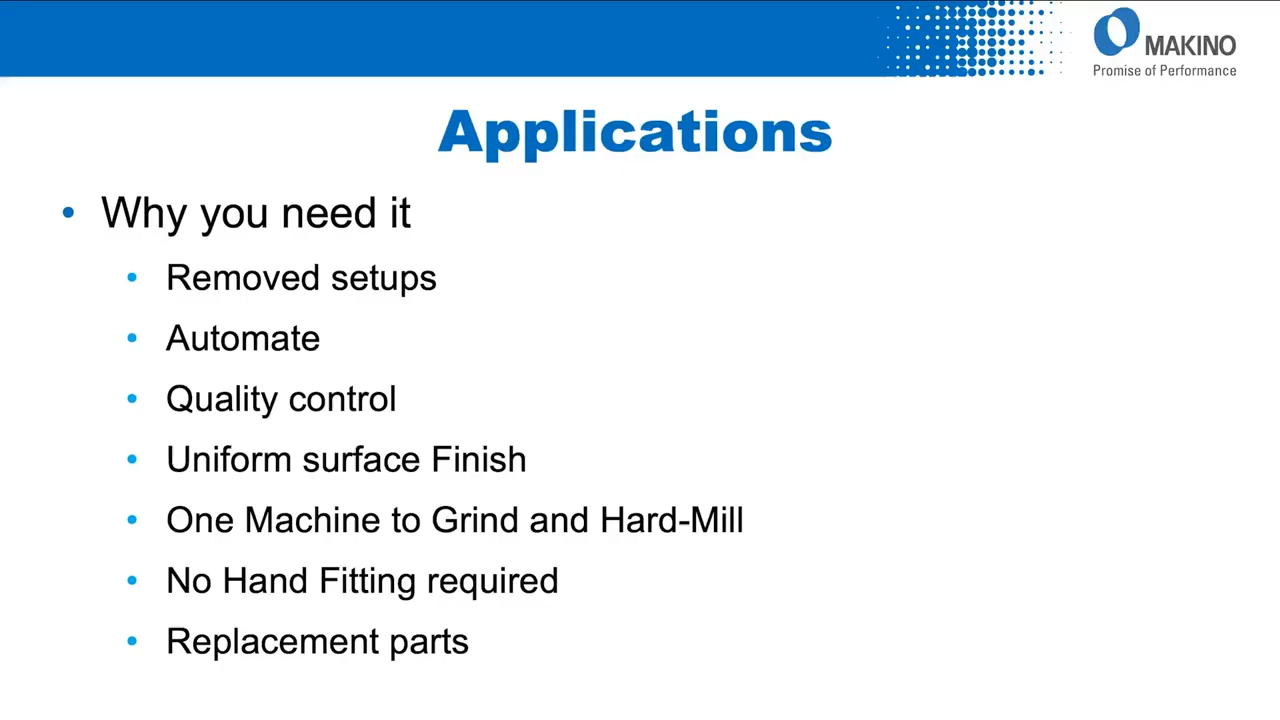 MAKINO
Promise of Performance
Applications
• Why you need it
• Removed setups
• Automate
• Quality control
• Uniform surface Finish
• One Machine to Grind and Hard-Mill
• No Hand Fitting required
• Replacement parts